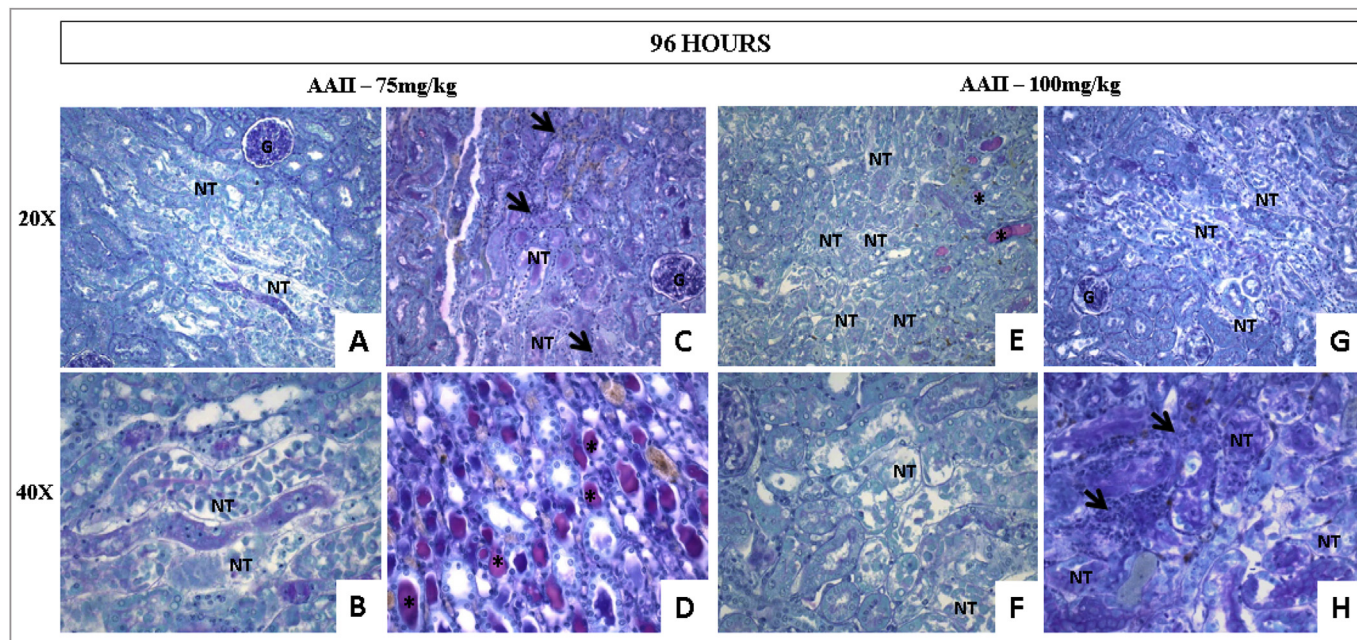 96 HOURS
AAII – 75mg/kg
AAII – 100mg/kg
20X
G
NT
NT
A
NT
G
NT
C
NT
*
*
NT NT
NT NT
E
NT
NT
G
NT
G
40X
NT
NT
B
*
*
*
*
D
NT
NT
F
NT
NT
NT
H